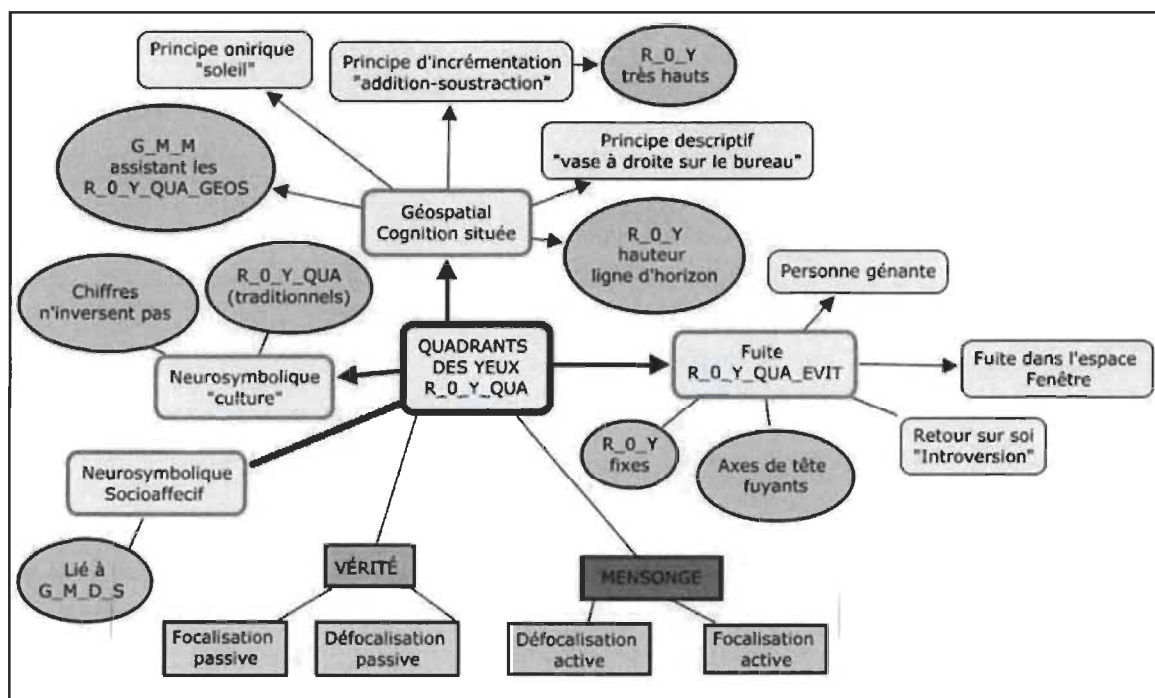 Principe onirique
"soleil"
Principe d'incrémentation
"addition-soustraction"
R_0_Y
très hauts
G_M_M
assistant les
R_0_Y_QUA_GEOS
Principe descriptif
"vase à droite sur le bureau"
Géospatial
Cognition située
R_0_Y
hauteur
ligne d'horizon
Chiffres
n'inversent pas
R_0_Y_QUA
(traditionnels)
Personne génante
Neurosymbolique
"culture"
QUADRANTS
DES YEUX
R_0_Y_QUA
Fuite
R_0_Y_QUA_EVIT
Fuite dans l'espace
Fenêtre
R_0_Y
fixes
Axes de tête
fuyants
Retour sur soi
"Introversion"
Neurosymbolique
Socioaffecif
Lié à
G_M_D_S
VÉRITÉ
MENSONGE
Focalisation
passive
Défocalisation
passive
Défocalisation
active
Focalisation
active